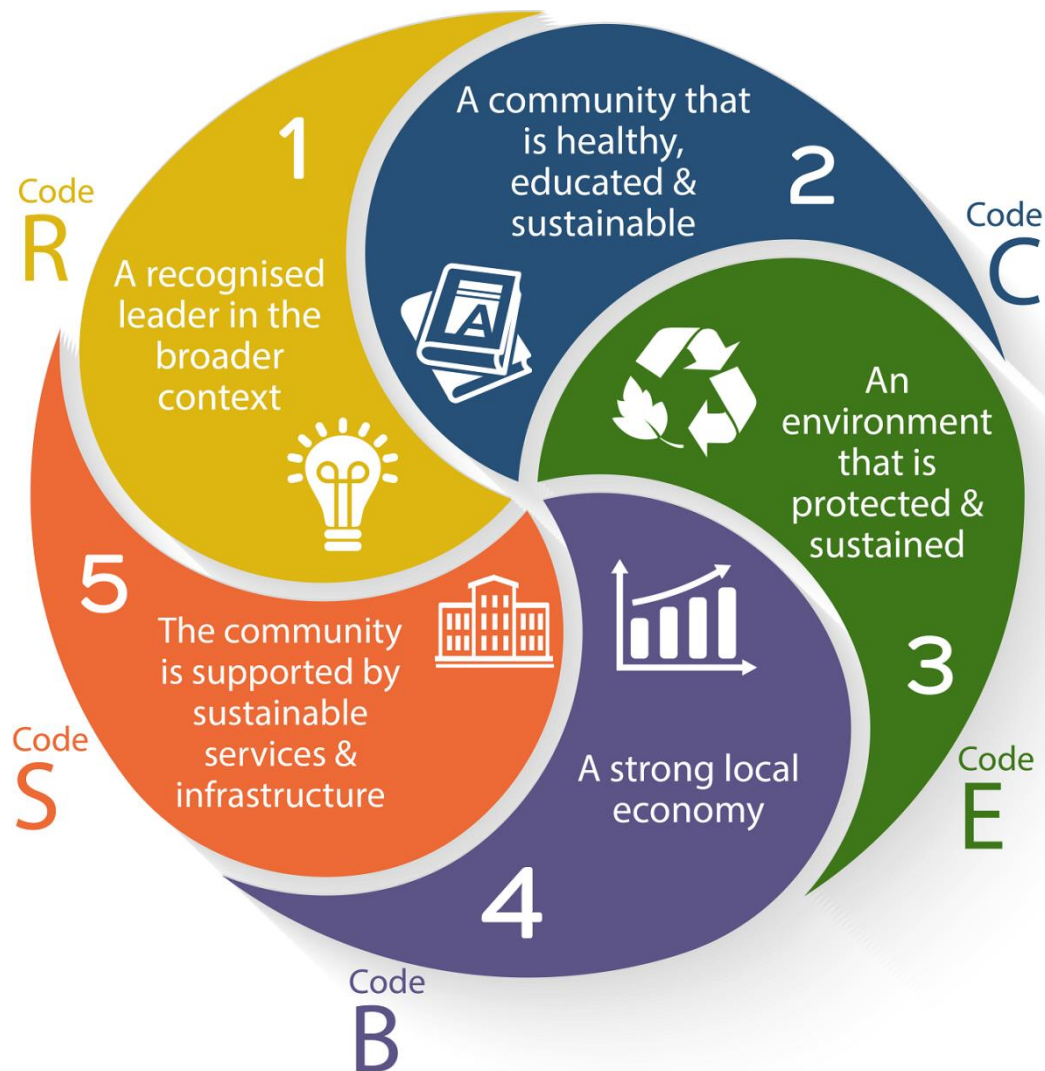 1
Code
R
A recognised
leader in the
broader
context
A community that
is healthy,
educated &
sustainable
2
Code
C
A
An
environment
that is
protected &
sustained
3
Code
E
A strong local
economy
4
Code
B
5
The community
is supported by
sustainable
services &
infrastructure
Code
S